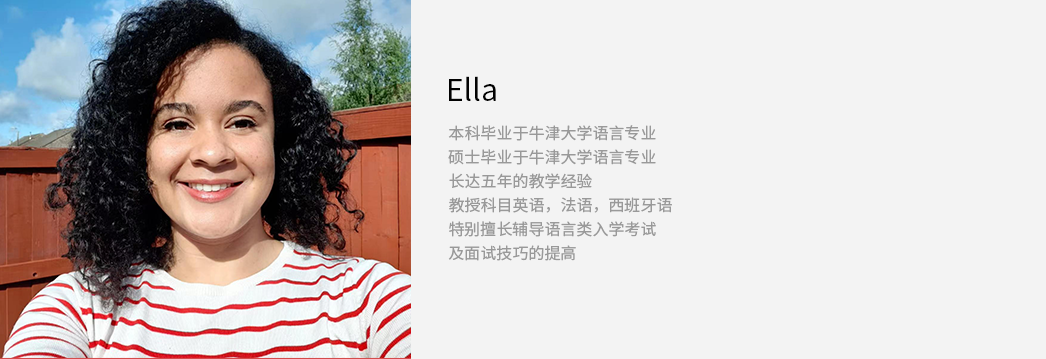 Ella
本科毕业于牛津大学语言专业
硕士毕业于牛津大学语言专业
长达五年的教学经验
教授科目英语，法语，西班牙语
特别擅长辅导语言类入学考试
及面试技巧的提高